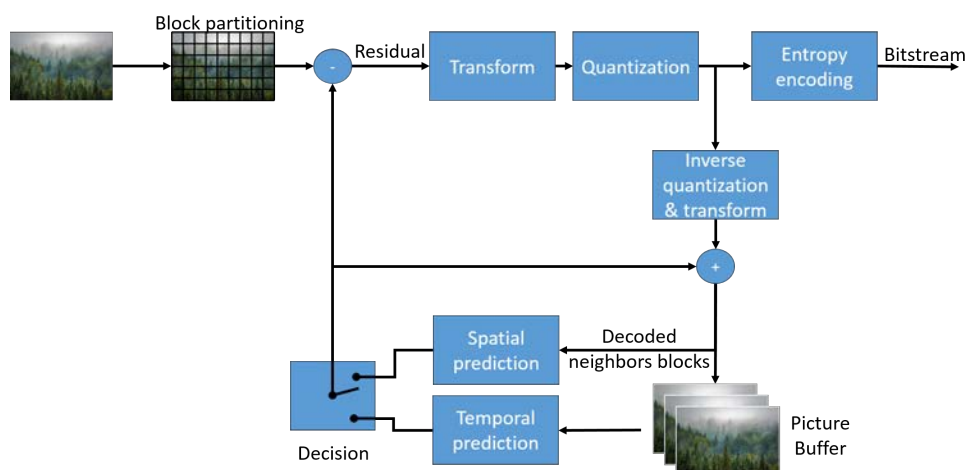 Block partitioning
-
Residual
Transform
Quantization
Entropy
encoding
Bitstream
Inverse
quantization
& transform
+
Spatial
prediction
Decoded
neighbors blocks
Temporal
prediction
Decision
Picture
Buffer